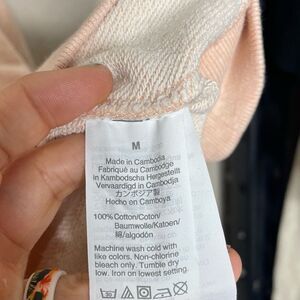 M
Made in Cambodia
Fabriqué au Cambodge
in Kambodscha Hergestellt
Vervaardigd in Cambodja
カンボジア製
Hecho en Camboya
100% Cotton/Coton/
Baumwolle/Katoen/
綿/algodón
Machine wash cold with
like colors. Non-chlorine
bleach only. Tumble dry
low. Iron on lowest setting.